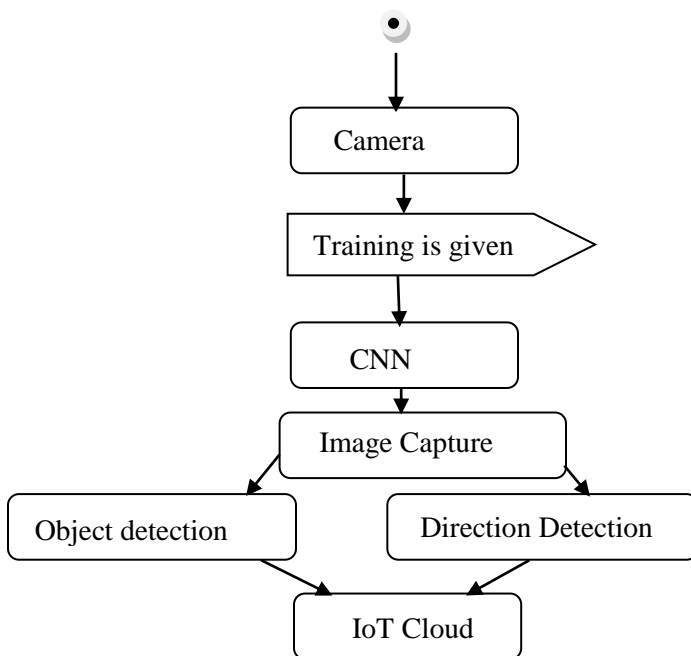 Camera
Training is given
CNN
Image Capture
Object detection
Direction Detection
IoT Cloud